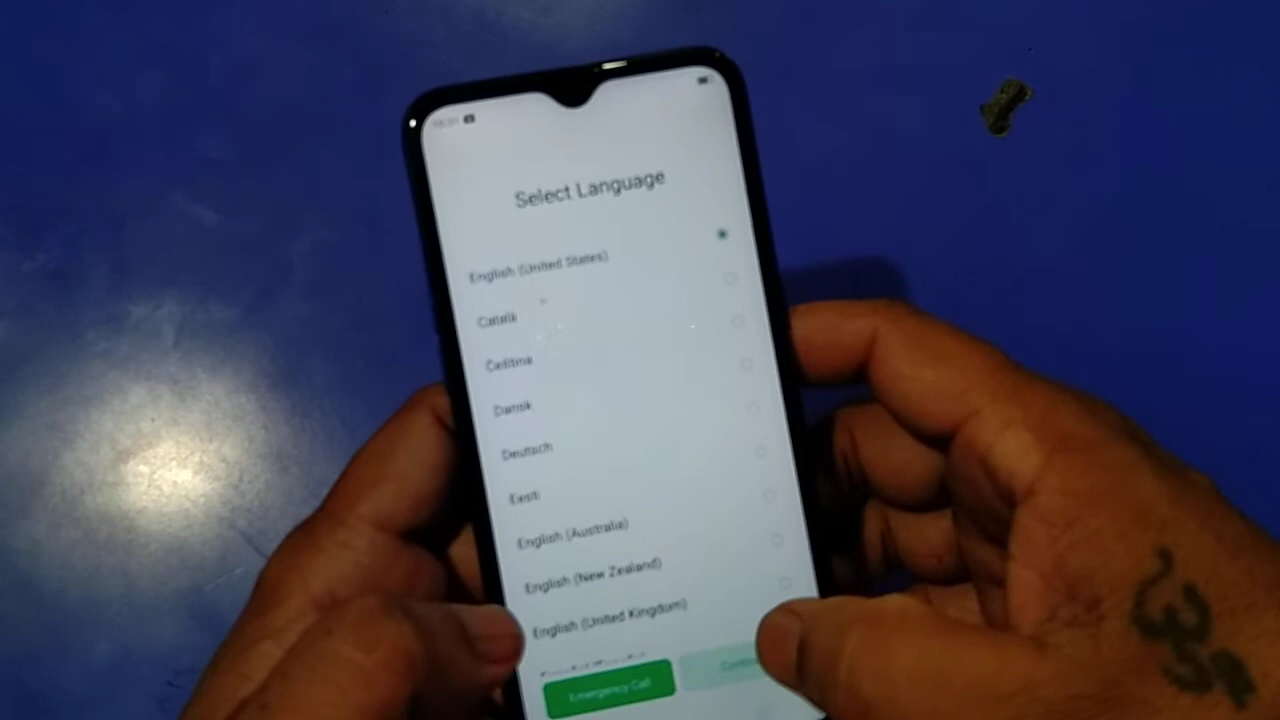 Select Language
English (United States)
Català
Čeština
Dansk
Deutsch
Eesti
English (Australia)
English (New Zealand)
English (United Kingdom)
Emergency Call
ॐ